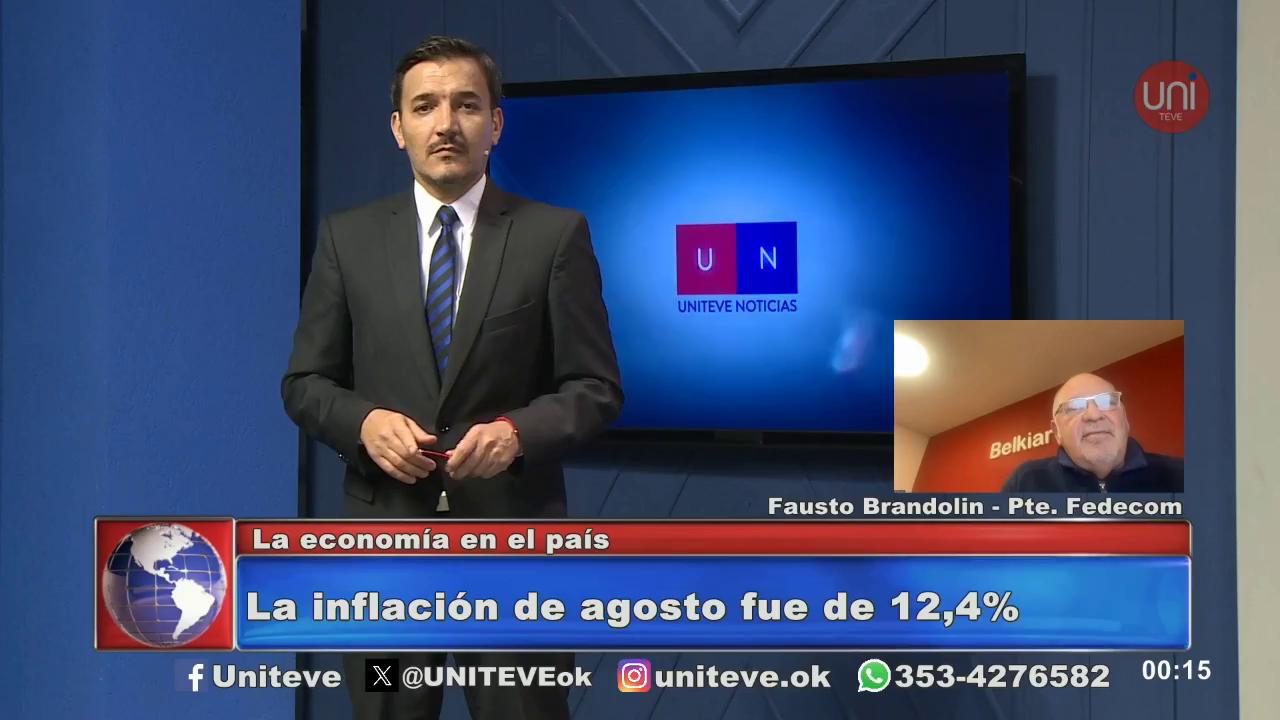 uni
TEVE
U N
UNITEVE NOTICIAS
Belkiar
Fausto Brandolin - Pte. Fedecom
La economía en el país
La inflación de agosto fue de 12,4%
Uniteve @UNITEVEok uniteve.ok 353-4276582 00:15